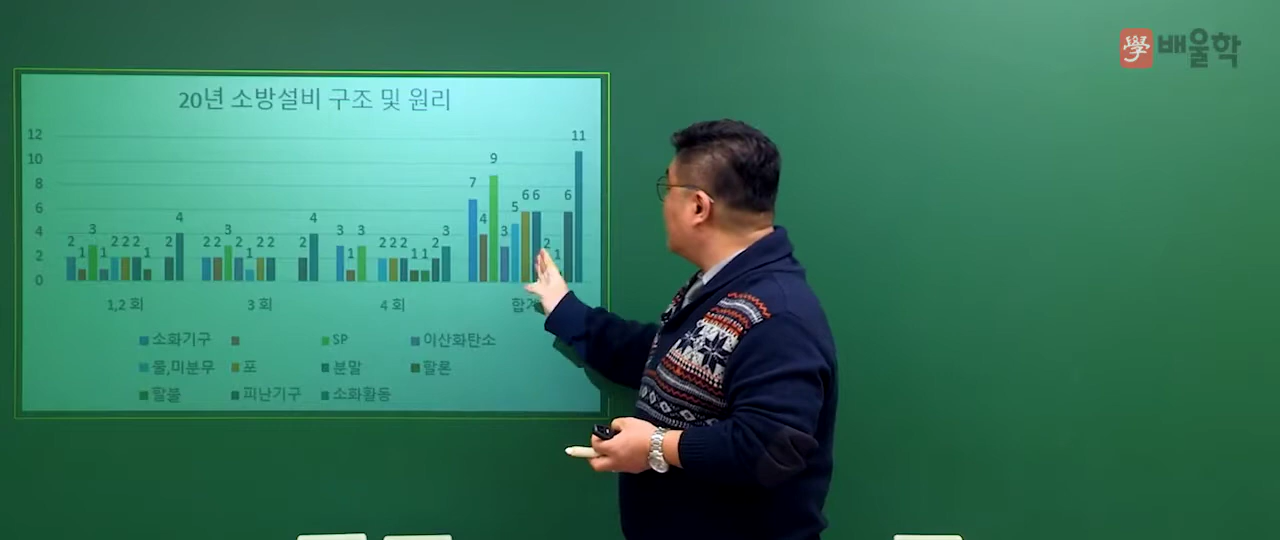 學 배울학
20년 소방설비 구조 및 원리
12
10
8
6
4
2
0
2 1 3 1 2 2 2 1 2 4
2 2 3 2 1 2 2 2 4
3 1 3 2 2 2 1 1 2 3
7 4 9 3 5 6 6 2 1 6 11
1,2 회 3 회 4 회 합계
소화기구 SP 이산화탄소
물,미분무 포 분말 할론
할불 피난기구 소화활동